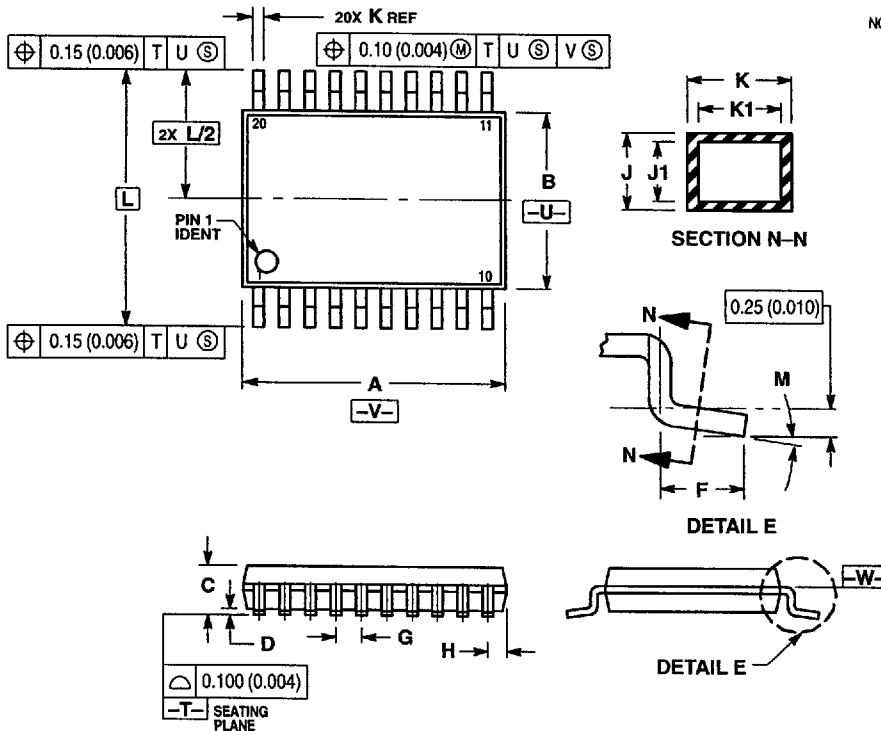 20X K REF
NO
⌖ 0.15 (0.006) T U Ⓢ
⌖ 0.10 (0.004) Ⓜ T U Ⓢ V Ⓢ
K
K1
2X L/2
20
11
J
J1
B
L
-U-
PIN 1
IDENT
SECTION N-N
10
0.25 (0.010)
N
⌖ 0.15 (0.006) T U Ⓢ
A
M
-V-
N
F
DETAIL E
C
-W-
D
G
H
DETAIL E
⌓ 0.100 (0.004)
-T- SEATING
PLANE